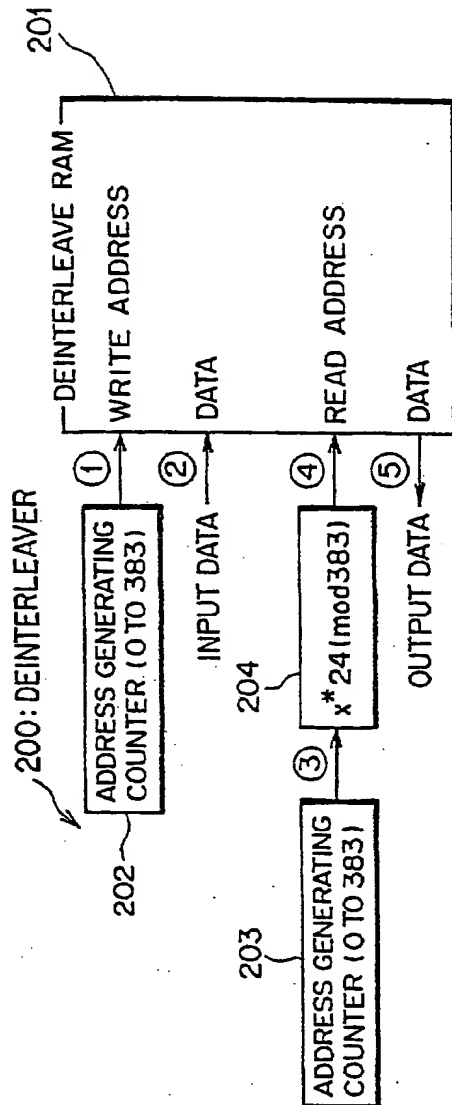 200: DEINTERLEAVER
201
DEINTERLEAVE RAM
202
ADDRESS GENERATING
COUNTER (0 TO 383)
①
WRITE ADDRESS
INPUT DATA
②
DATA
203
ADDRESS GENERATING
COUNTER (0 TO 383)
③
204
x*24(mod383)
④
READ ADDRESS
OUTPUT DATA
⑤
DATA